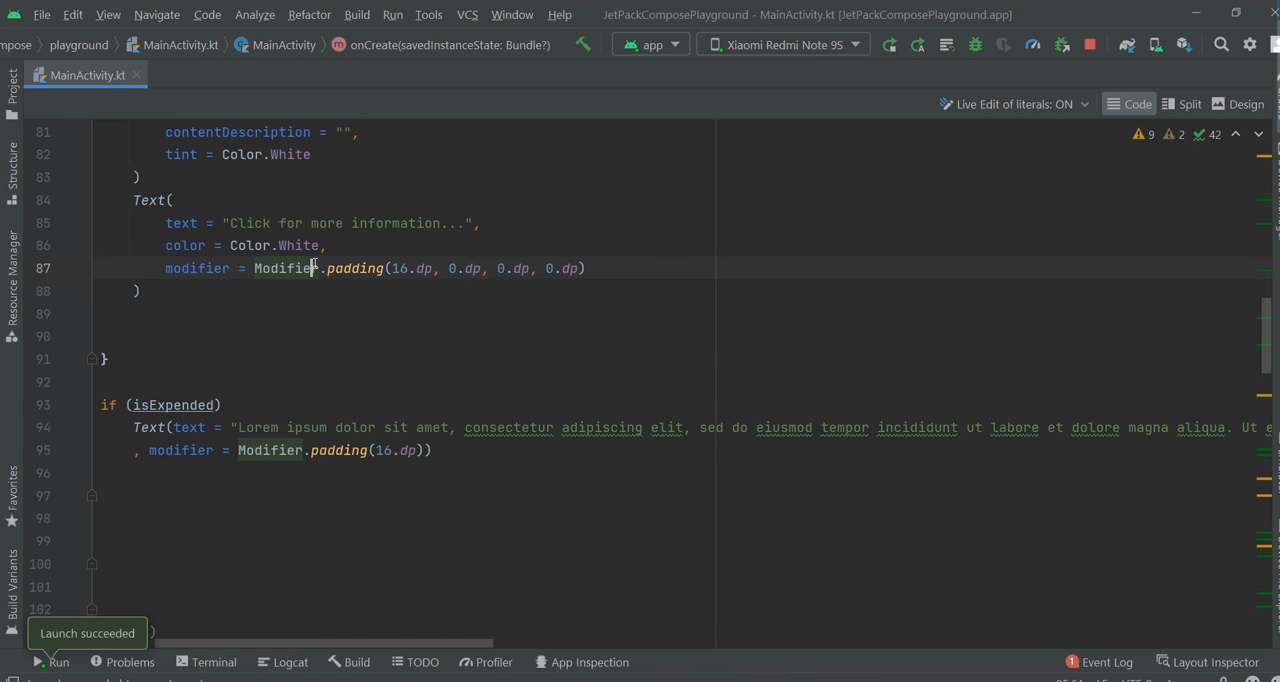 File Edit View Navigate Code Analyze Refactor Build Run Tools VCS Window Help JetPackComposePlayground - MainActivity.kt [JetPackComposePlayground.app]
mpose playground MainActivity.kt MainActivity onCreate(savedInstanceState: Bundle?) app Xiaomi Redmi Note 9S
MainActivity.kt
Live Edit of literals: ON Code Split Design
9 2 42
81 contentDescription = "",
82 tint = Color.White
83 )
84 Text(
85 text = "Click for more information...",
86 color = Color.White,
87 modifier = Modifier.padding(16.dp, 0.dp, 0.dp, 0.dp)
88 )
89
90
91 }
92
93 if (isExpended)
94 Text(text = "Lorem ipsum dolor sit amet, consectetur adipiscing elit, sed do eiusmod tempor incididunt ut labore et dolore magna aliqua. Ut e
95 , modifier = Modifier.padding(16.dp))
96
97
98
99
100
101
102
)
Project
Structure
Resource Manager
Favorites
Build Variants
Launch succeeded
Run Problems Terminal Logcat Build TODO Profiler App Inspection 1 Event Log Layout Inspector